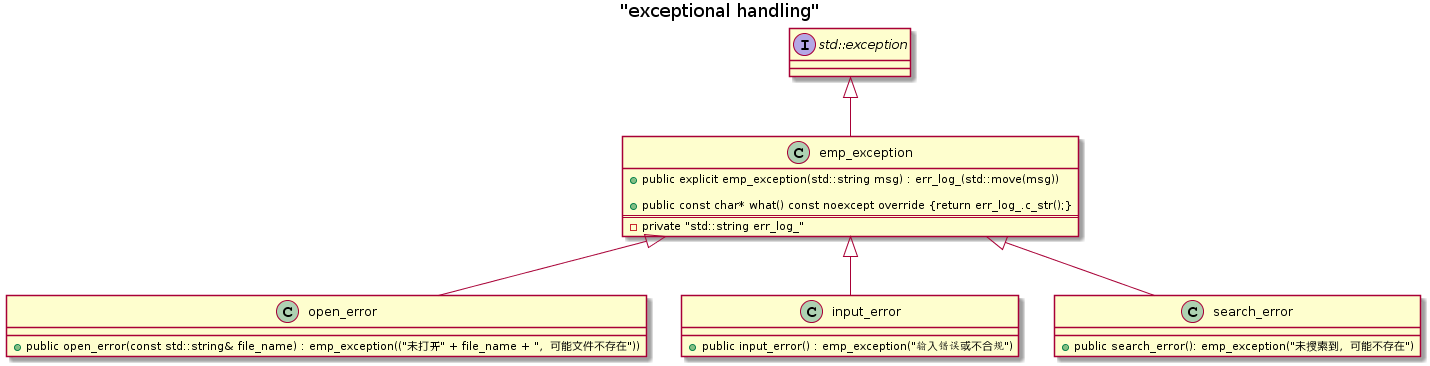 "exceptional handling"
I std::exception
C emp_exception
public explicit emp_exception(std::string msg) : err_log_(std::move(msg))
public const char* what() const noexcept override {return err_log_.c_str();}
private "std::string err_log_"
C open_error
public open_error(const std::string& file_name) : emp_exception(("未打开" + file_name + "，可能文件不存在"))
C input_error
public input_error() : emp_exception("输入错误或不合规")
C search_error
public search_error(): emp_exception("未搜索到，可能不存在")